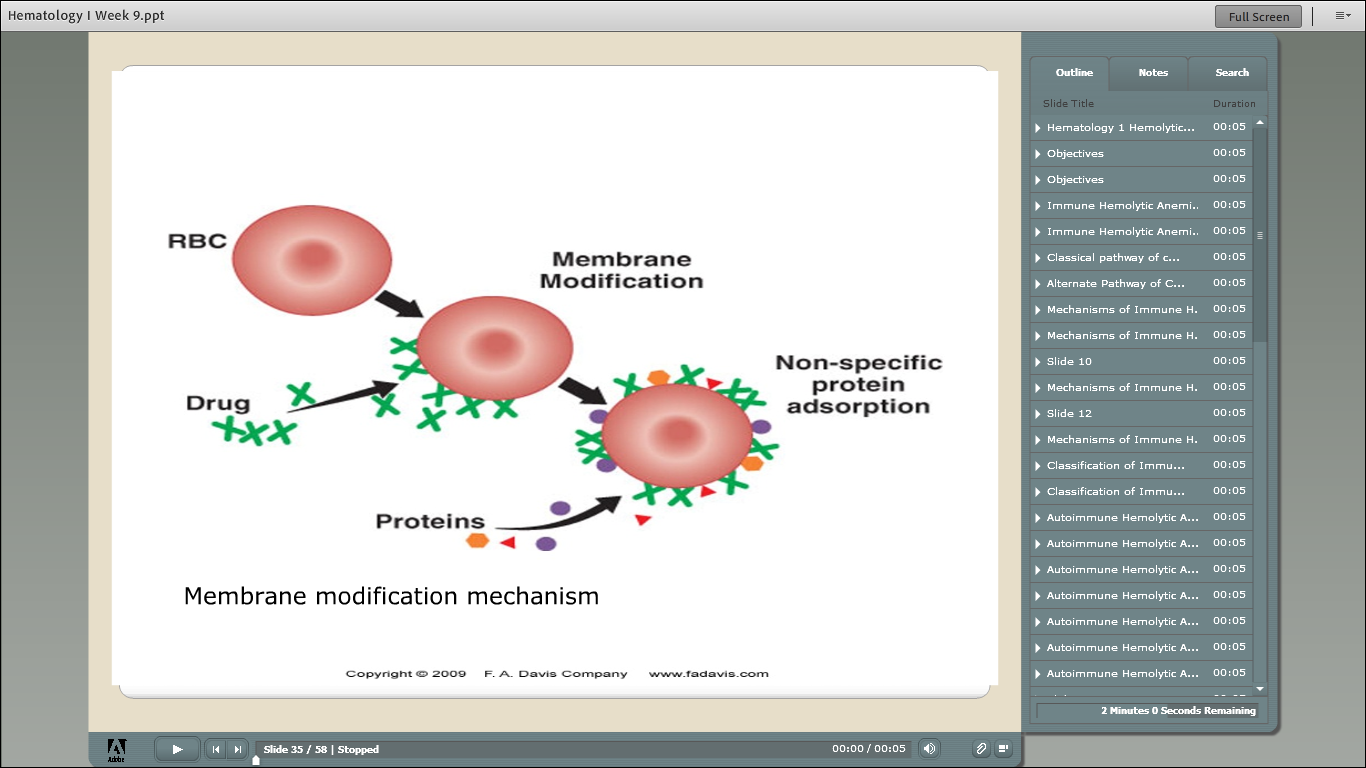 Hematology I Week 9.ppt
Full Screen
RBC
Membrane
Modification
Non-specific
protein
adsorption
Drug
Proteins
Membrane modification mechanism
Copyright © 2009 F. A. Davis Company www.fadavis.com
Outline Notes Search
Slide Title Duration
Hematology 1 Hemolytic... 00:05
Objectives 00:05
Objectives 00:05
Immune Hemolytic Anemi.. 00:05
Immune Hemolytic Anemi.. 00:05
Classical pathway of c... 00:05
Alternate Pathway of C... 00:05
Mechanisms of Immune H. 00:05
Mechanisms of Immune H. 00:05
Slide 10 00:05
Mechanisms of Immune H. 00:05
Slide 12 00:05
Mechanisms of Immune H. 00:05
Classification of Immu... 00:05
Classification of Immu... 00:05
Autoimmune Hemolytic A... 00:05
Autoimmune Hemolytic A... 00:05
Autoimmune Hemolytic A... 00:05
Autoimmune Hemolytic A... 00:05
Autoimmune Hemolytic A... 00:05
Autoimmune Hemolytic A... 00:05
Autoimmune Hemolytic A... 00:05
2 Minutes 0 Seconds Remaining
Adobe
Slide 35 / 58 | Stopped
00:00 / 00:05